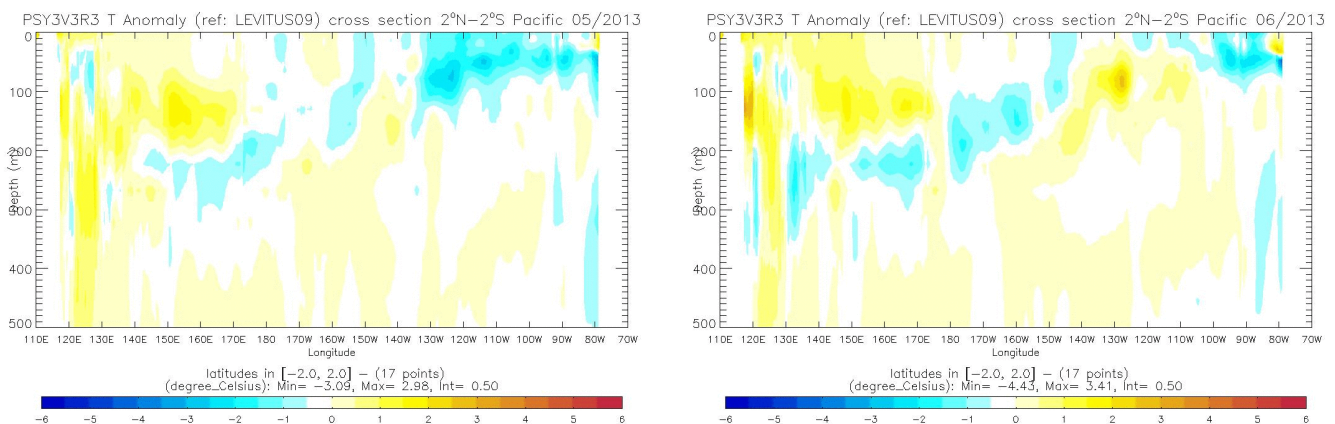 PSY3V3R3 T Anomaly (ref: LEVITUS09) cross section 2°N−2°S Pacific 05/2013
0
100
200
300
400
500
Depth (m)
110E 120E 130E 140E 150E 160E 170E 180E 170W 160W 150W 140W 130W 120W 110W 100W 90W 80W 70W
Longitude
latitudes in [−2.0, 2.0] − (17 points)
(degree_Celsius): Min= −3.09, Max= 2.98, Int= 0.50
−6 −5 −4 −3 −2 −1 0 1 2 3 4 5 6
PSY3V3R3 T Anomaly (ref: LEVITUS09) cross section 2°N−2°S Pacific 06/2013
0
100
200
300
400
500
Depth (m)
110E 120E 130E 140E 150E 160E 170E 180E 170W 160W 150W 140W 130W 120W 110W 100W 90W 80W 70W
Longitude
latitudes in [−2.0, 2.0] − (17 points)
(degree_Celsius): Min= −4.43, Max= 3.41, Int= 0.50
−6 −5 −4 −3 −2 −1 0 1 2 3 4 5 6